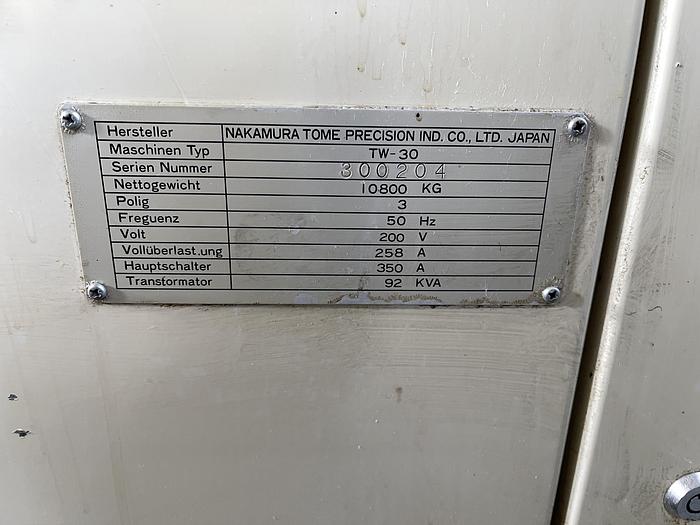 Hersteller NAKAMURA TOME PRECISION IND. CO., LTD. JAPAN
Maschinen Typ TW-30
Serien Nummer 300204
Nettogewicht 10800 KG
Polig 3
Freguenz 50 Hz
Volt 200 V
Vollüberlast.ung 258 A
Hauptschalter 350 A
Transformator 92 KVA